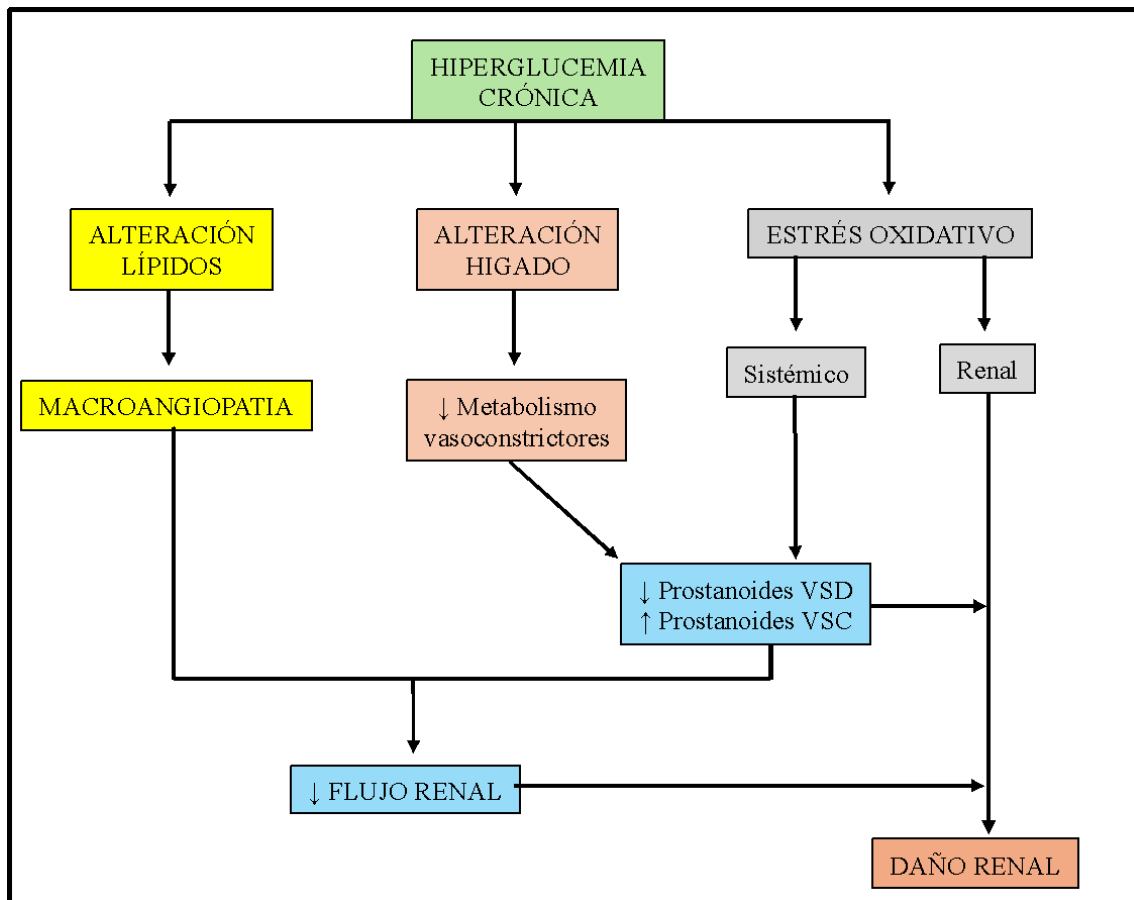 HIPERGLUCEMIA
CRÓNICA
ALTERACIÓN
LÍPIDOS
ALTERACIÓN
HIGADO
ESTRÉS OXIDATIVO
Sistémico
Renal
MACROANGIOPATIA
↓ Metabolismo
vasoconstrictores
↓ Prostanoides VSD
↑ Prostanoides VSC
↓ FLUJO RENAL
DAÑO RENAL